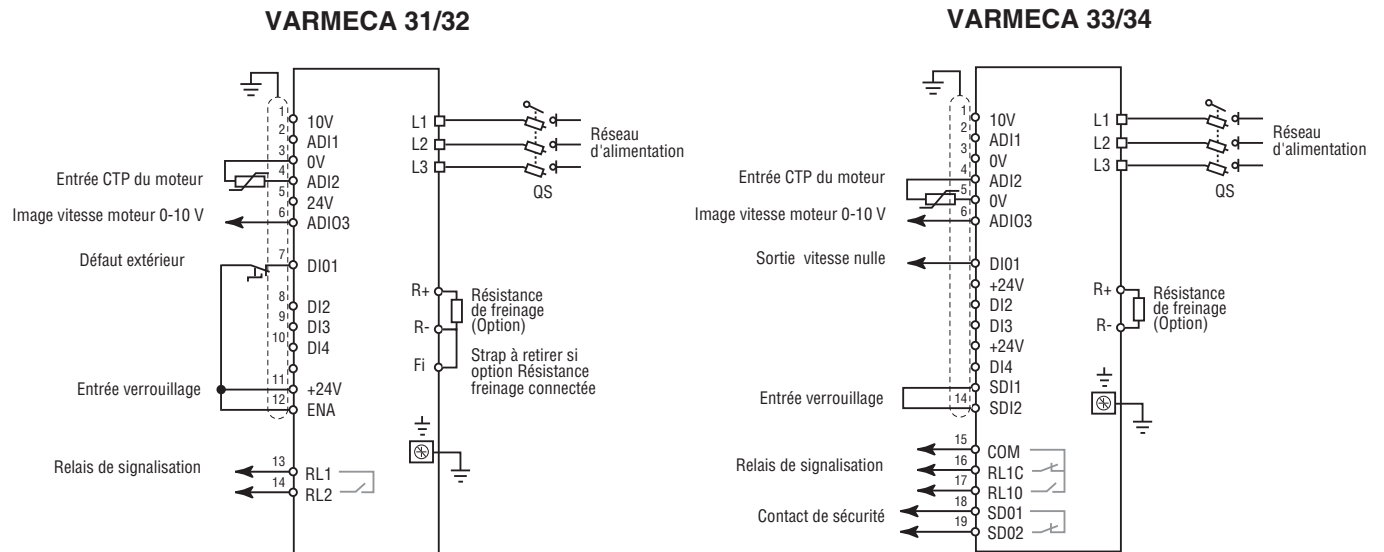 VARMECA 31/32
1
10V
2
ADI1
3
0V
4
ADI2
5
24V
6
ADIO3
7
DI01
8
DI2
9
DI3
10
DI4
11
+24V
12
ENA
13
RL1
14
RL2
Entrée CTP du moteur
Image vitesse moteur 0-10 V
Défaut extérieur
Entrée verrouillage
Relais de signalisation
L1
L2
L3
QS
Réseau
d'alimentation
R+
R-
Fi
Résistance
de freinage
(Option)
Strap à retirer si
option Résistance
freinage connectée
VARMECA 33/34
1
10V
2
ADI1
3
0V
4
ADI2
5
0V
6
ADIO3
DI01
+24V
DI2
DI3
+24V
DI4
SDI1
14
SDI2
15
COM
16
RL1C
17
RL10
18
SD01
19
SD02
Entrée CTP du moteur
Image vitesse moteur 0-10 V
Sortie vitesse nulle
Entrée verrouillage
Relais de signalisation
Contact de sécurité
L1
L2
L3
QS
Réseau
d'alimentation
R+
R-
Résistance
de freinage
(Option)